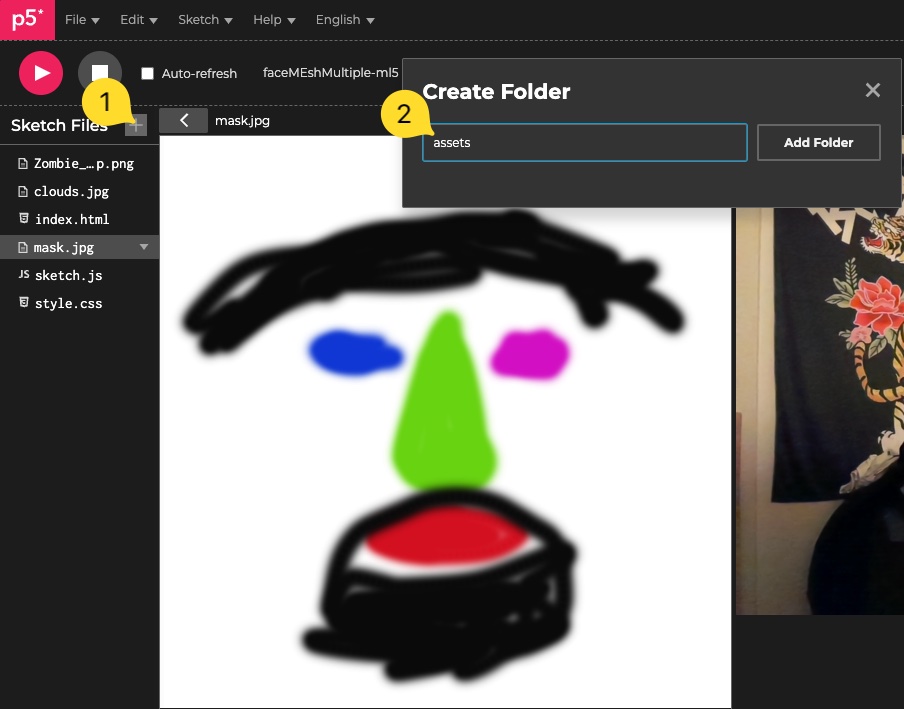 p5*
File
Edit
Sketch
Help
English
Auto-refresh
faceMEshMultiple-ml5
1
Sketch Files
+
mask.jpg
Create Folder
2
assets
Add Folder
Zombie_…p.png
clouds.jpg
index.html
mask.jpg
JS sketch.js
style.css